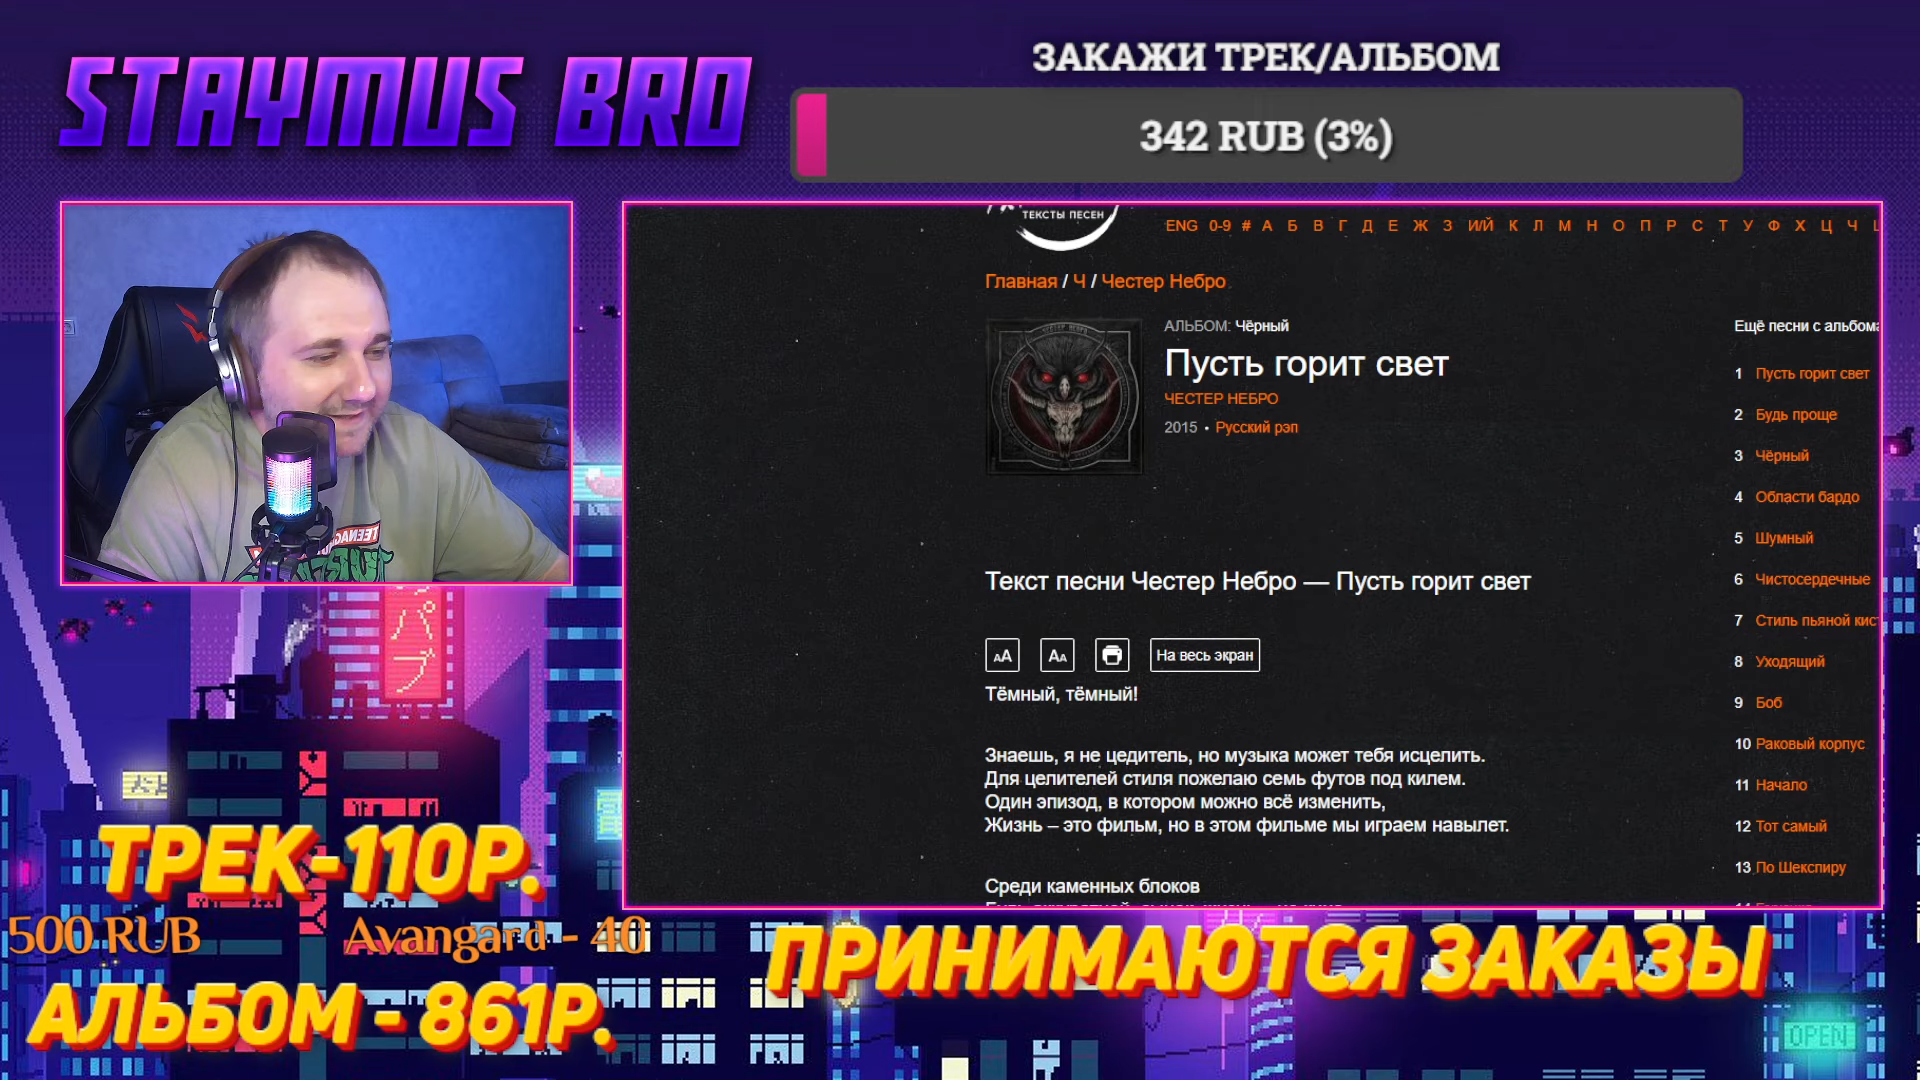 STAYMUS BRO
ЗАКАЖИ ТРЕК/АЛЬБОМ
342 RUB (3%)
ТЕКСТЫ ПЕСЕН
ENG 0-9 # А Б В Г Д Е Ж З И/Й К Л М Н О П Р С Т У Ф Х Ц Ч
Главная / Ч / Честер Небро
АЛЬБОМ: Чёрный
Пусть горит свет
ЧЕСТЕР НЕБРО
2015 • Русский рэп
Ещё песни с альбома
1 Пусть горит свет
2 Будь проще
3 Чёрный
4 Области бардо
5 Шумный
6 Чистосердечные
7 Стиль пьяной кис
8 Уходящий
9 Боб
10 Раковый корпус
11 Начало
12 Тот самый
13 По Шекспиру
Текст песни Честер Небро — Пусть горит свет
AA AA На весь экран
Тёмный, тёмный!
Знаешь, я не цедитель, но музыка может тебя исцелить.
Для целителей стиля пожелаю семь футов под килем.
Один эпизод, в котором можно всё изменить,
Жизнь – это фильм, но в этом фильме мы играем навылет.
Среди каменных блоков
ТРЕК-110Р.
500 RUB Avangard - 40
АЛЬБОМ - 861Р.
ПРИНИМАЮТСЯ ЗАКАЗЫ
OPEN